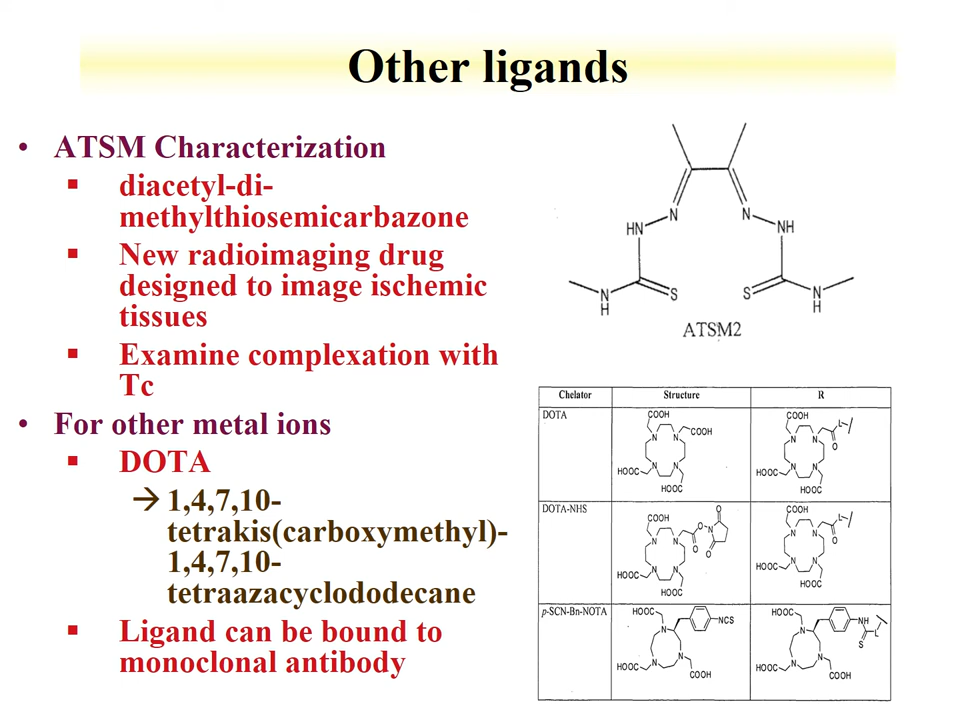 Other ligands
• ATSM Characterization
▪ diacetyl-di-
methylthiosemicarbazone
▪ New radioimaging drug
designed to image ischemic
tissues
▪ Examine complexation with
Tc
• For other metal ions
▪ DOTA
→ 1,4,7,10-
tetrakis(carboxymethyl)-
1,4,7,10-
tetraazacyclododecane
▪ Ligand can be bound to
monoclonal antibody
N N
HN NH
N S S N
H H
ATSM2
Chelator Structure R
DOTA
COOH COOH
N N COOH N N L
O
HOOC N N HOOC N N
HOOC HOOC
DOTA-NHS
COOH O COOH
N N O N N N L
O O O
HOOC N N HOOC N N
COOH COOH
p-SCN-Bn-NOTA
HOOC HOOC
N NCS N NH L
S
HOOC N N HOOC N N
COOH COOH